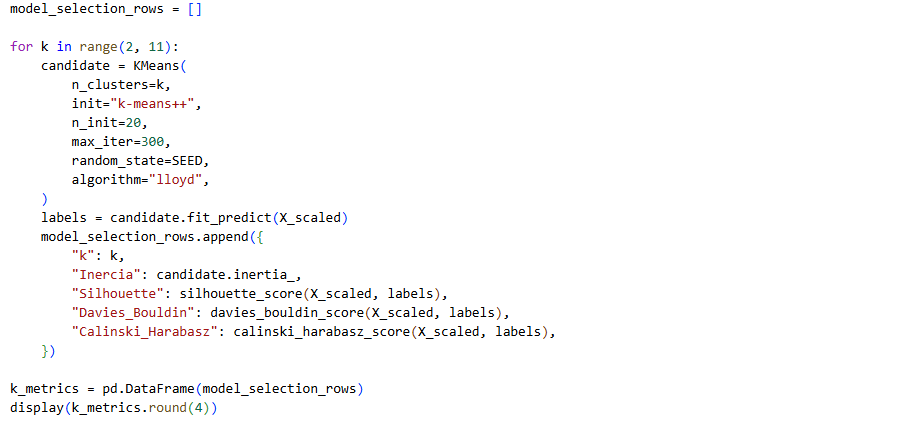 model_selection_rows = []

for k in range(2, 11):
    candidate = KMeans(
        n_clusters=k,
        init="k-means++",
        n_init=20,
        max_iter=300,
        random_state=SEED,
        algorithm="lloyd",
    )
    labels = candidate.fit_predict(X_scaled)
    model_selection_rows.append({
        "k": k,
        "Inercia": candidate.inertia_,
        "Silhouette": silhouette_score(X_scaled, labels),
        "Davies_Bouldin": davies_bouldin_score(X_scaled, labels),
        "Calinski_Harabasz": calinski_harabasz_score(X_scaled, labels),
    })

k_metrics = pd.DataFrame(model_selection_rows)
display(k_metrics.round(4))